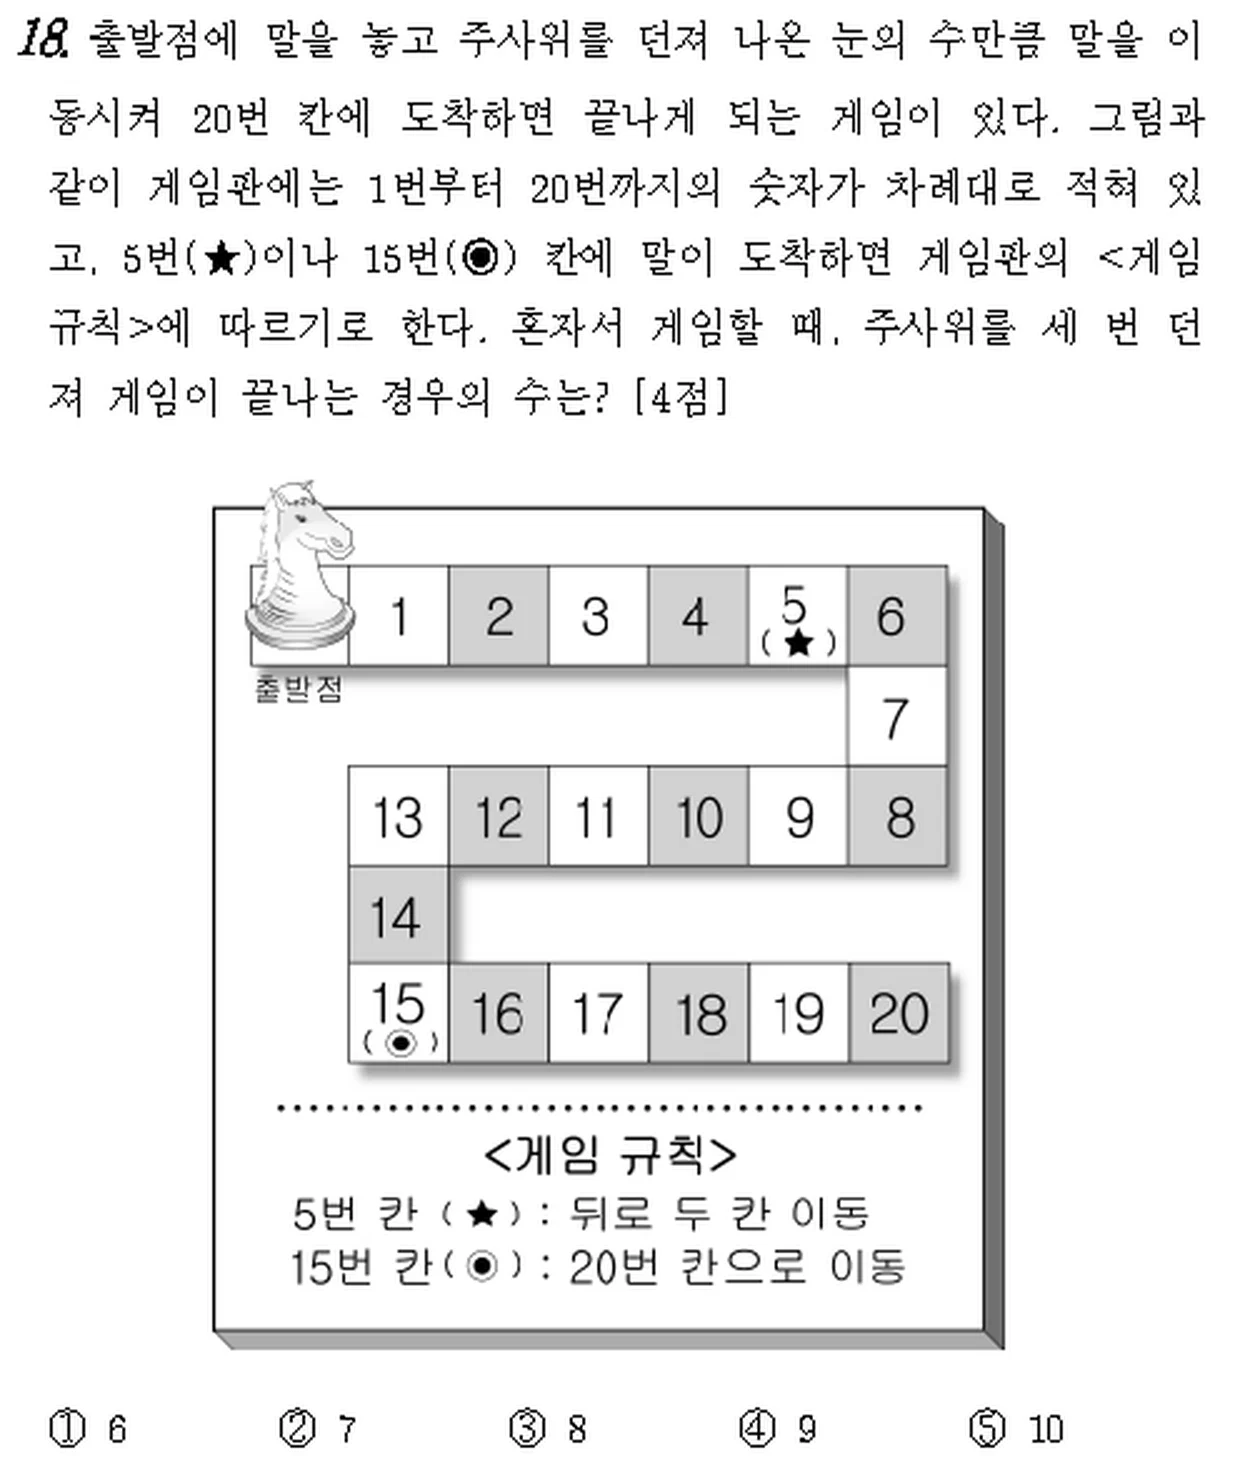 18. 출발점에 말을 놓고 주사위를 던져 나온 눈의 수만큼 말을 이
동시켜 20번 칸에 도착하면 끝나게 되는 게임이 있다. 그림과
같이 게임판에는 1번부터 20번까지의 숫자가 차례대로 적혀 있
고, 5번(★)이나 15번(◉) 칸에 말이 도착하면 게임판의 <게임
규칙>에 따르기로 한다. 혼자서 게임할 때, 주사위를 세 번 던
져 게임이 끝나는 경우의 수는? [4점]
1 2 3 4 5 6
(★)
출발점
7
13 12 11 10 9 8
14
15 16 17 18 19 20
(◉)
<게임 규칙>
5번 칸 (★) : 뒤로 두 칸 이동
15번 칸(◉) : 20번 칸으로 이동
① 6 ② 7 ③ 8 ④ 9 ⑤ 10